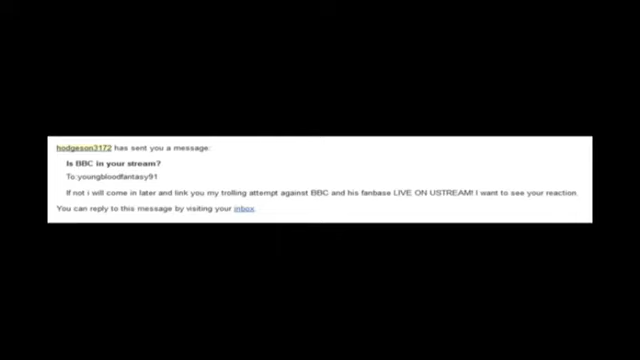 hodgeson3172 has sent you a message:
Is BBC in your stream?
To:youngbloodfantasy91
If not i will come in later and link you my trolling attempt against BBC and his fanbase LIVE ON USTREAM! I want to see your reaction.
You can reply to this message by visiting your inbox.